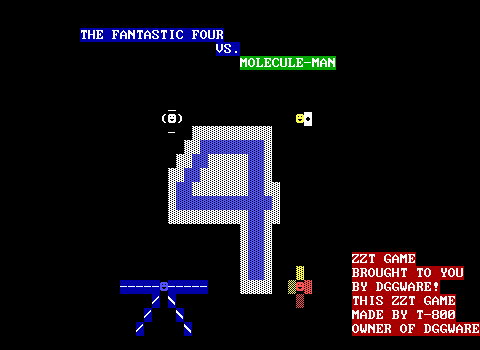 THE FANTASTIC FOUR
VS.
MOLECULE-MAN
4
ZZT GAME
BROUGHT TO YOU
BY DGGWARE!
THIS ZZT GAME
MADE BY T-800
OWNER OF DGGWARE